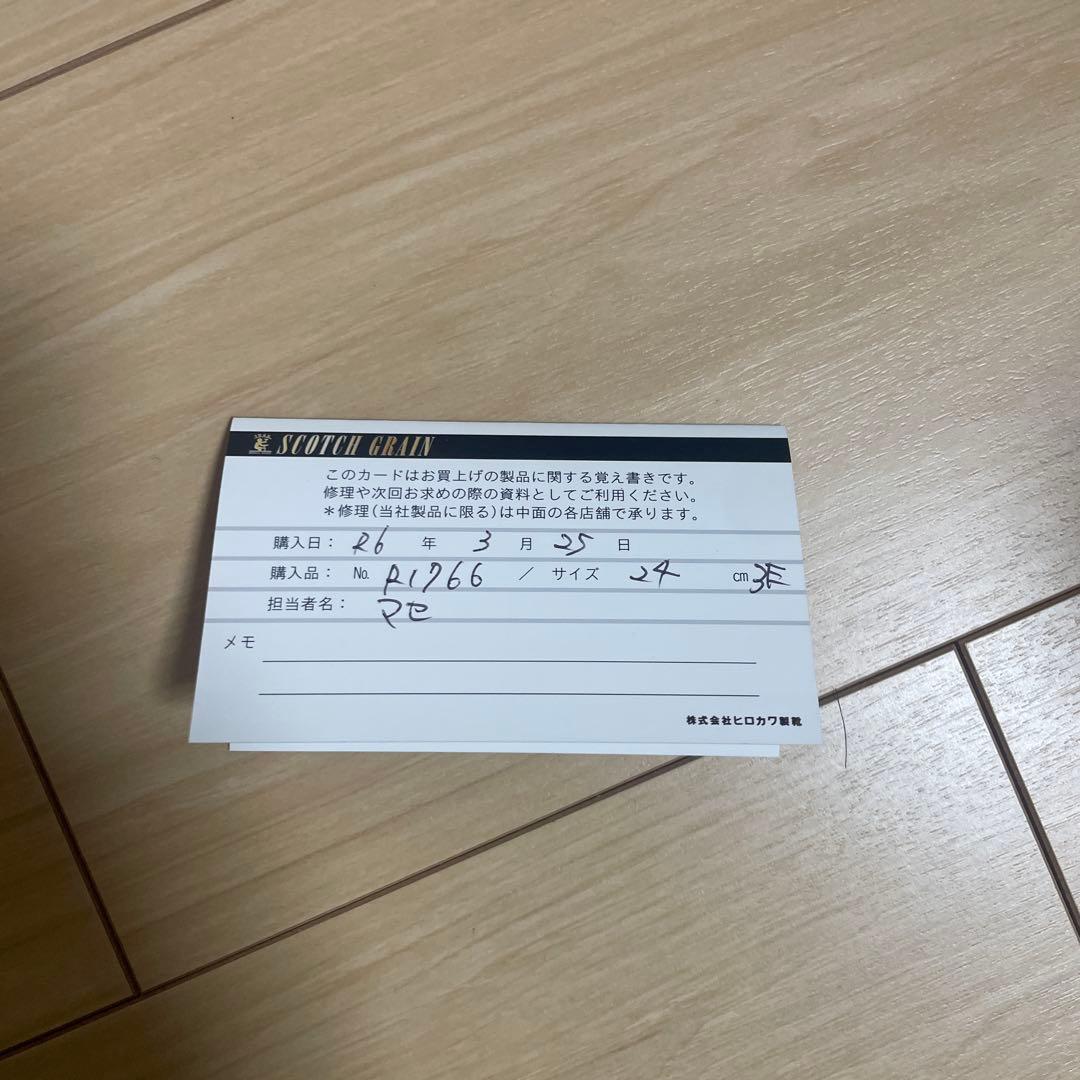 SCOTCH GRAIN
このカードはお買上げの製品に関する覚え書きです。
修理や次回お求めの際の資料としてご利用ください。
＊修理(当社製品に限る)は中面の各店舗で承ります。
購入日： R6 年 3 月 25 日
購入品： № R1766 ／ サイズ 24 cm 3E
担当者名： マセ
メモ
株式会社ヒロカワ製靴